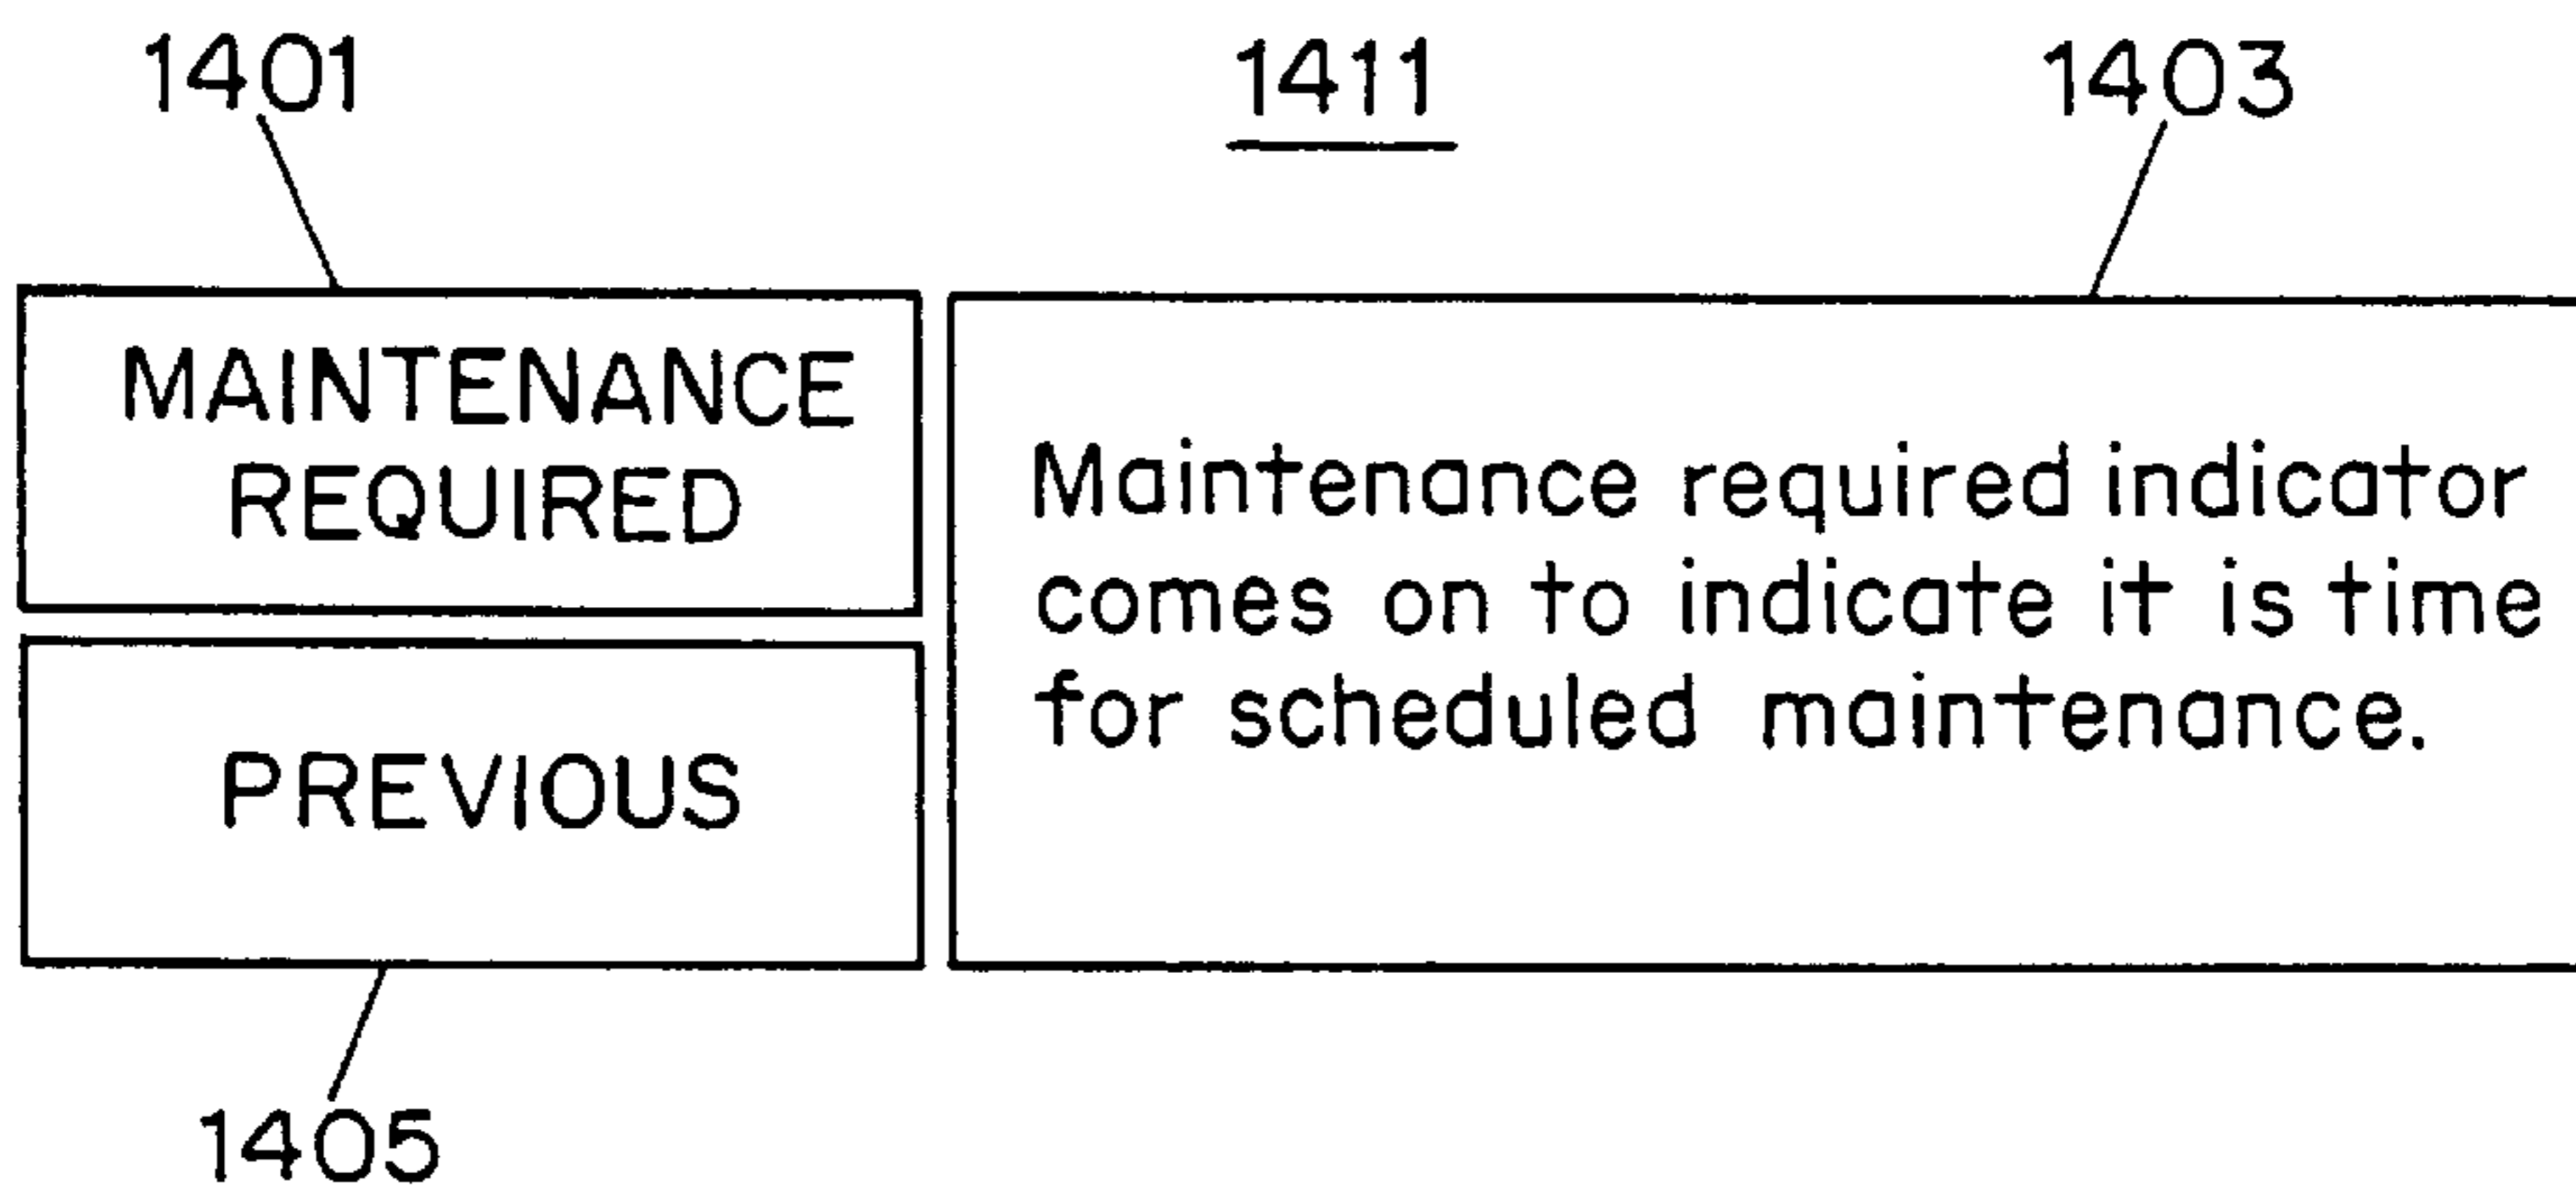 1401
1411
1403
MAINTENANCE
REQUIRED
Maintenance required indicator
comes on to indicate it is time
for scheduled maintenance.
PREVIOUS
1405